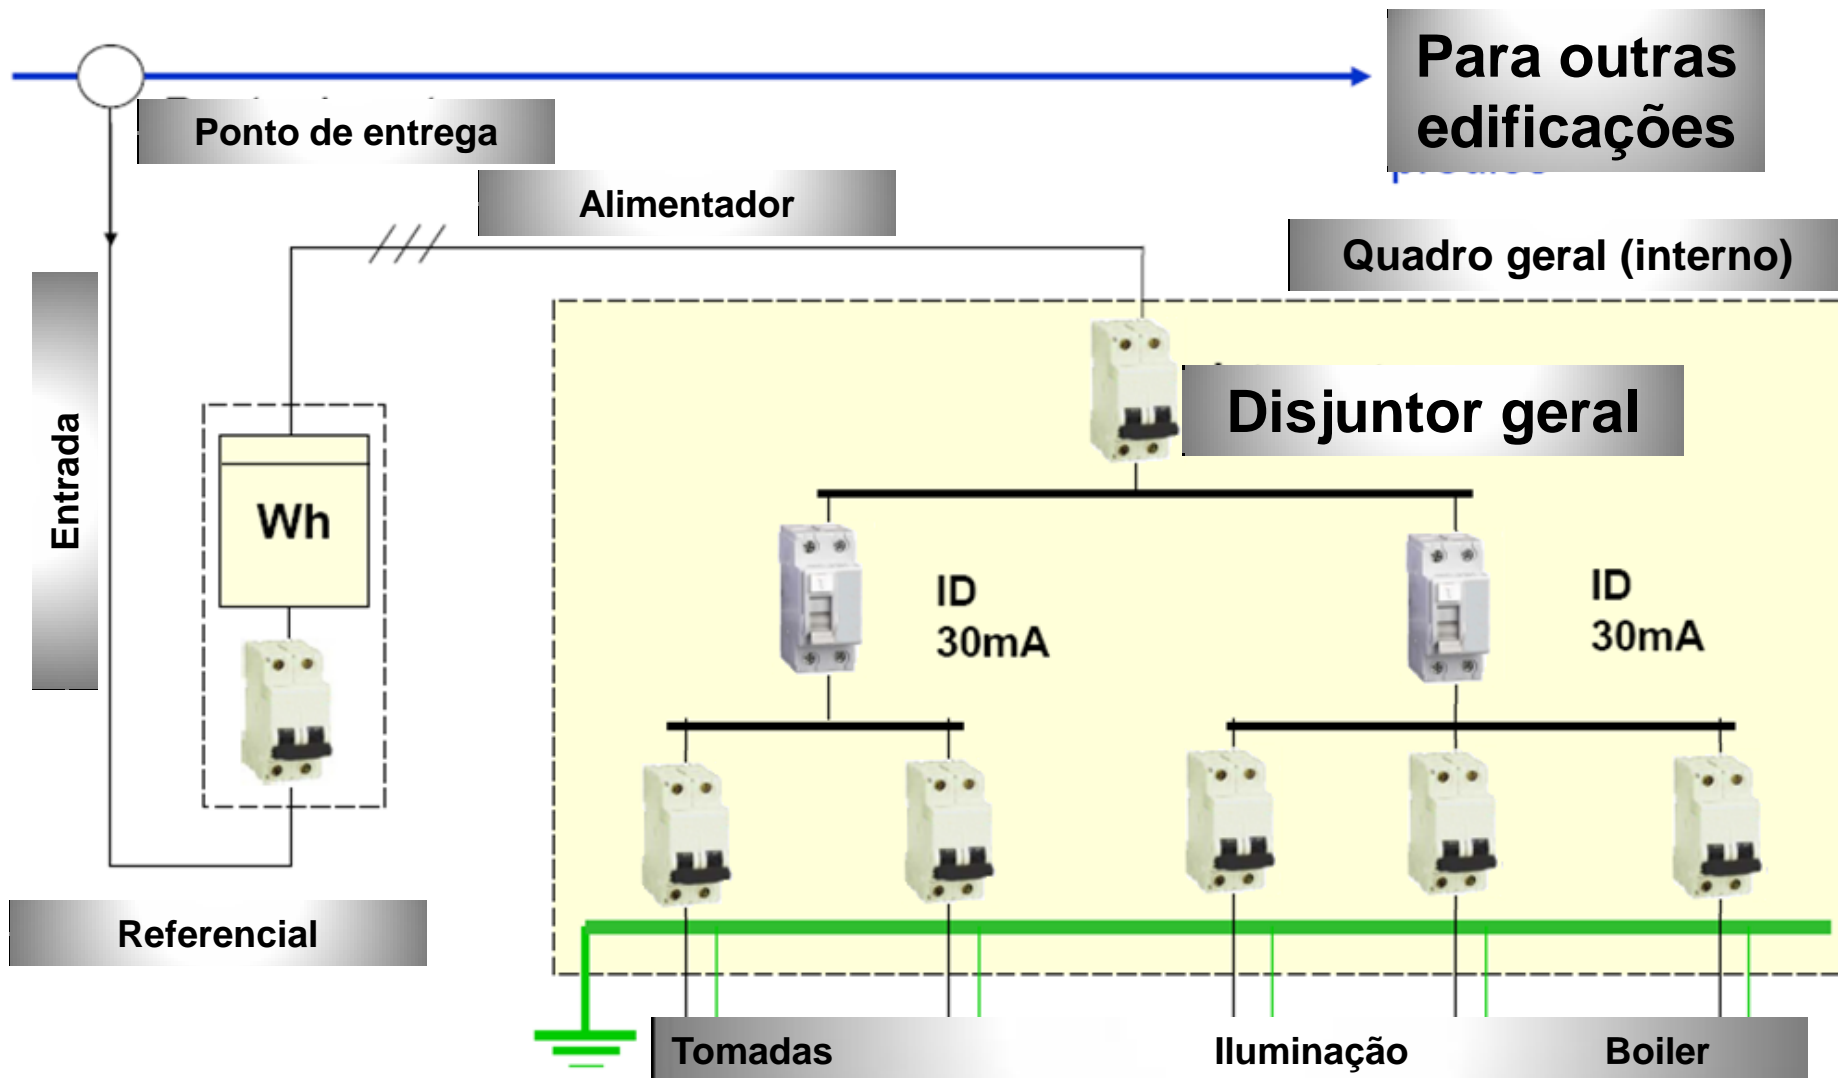 Para outras
edificações
Ponto de entrega
Alimentador
Quadro geral (interno)
Disjuntor geral
Entrada
Wh
ID
30mA
ID
30mA
Referencial
Tomadas
Iluminação
Boiler